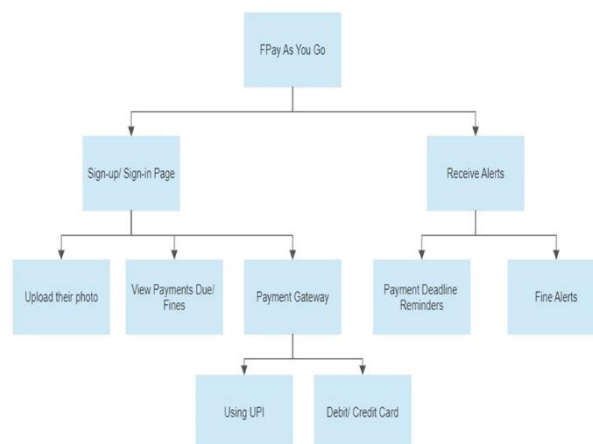 FPay As You Go
Sign-up/ Sign-in Page
Receive Alerts
Upload their photo
View Payments Due/
Fines
Payment Gateway
Payment Deadline
Reminders
Fine Alerts
Using UPI
Debit/ Credit Card